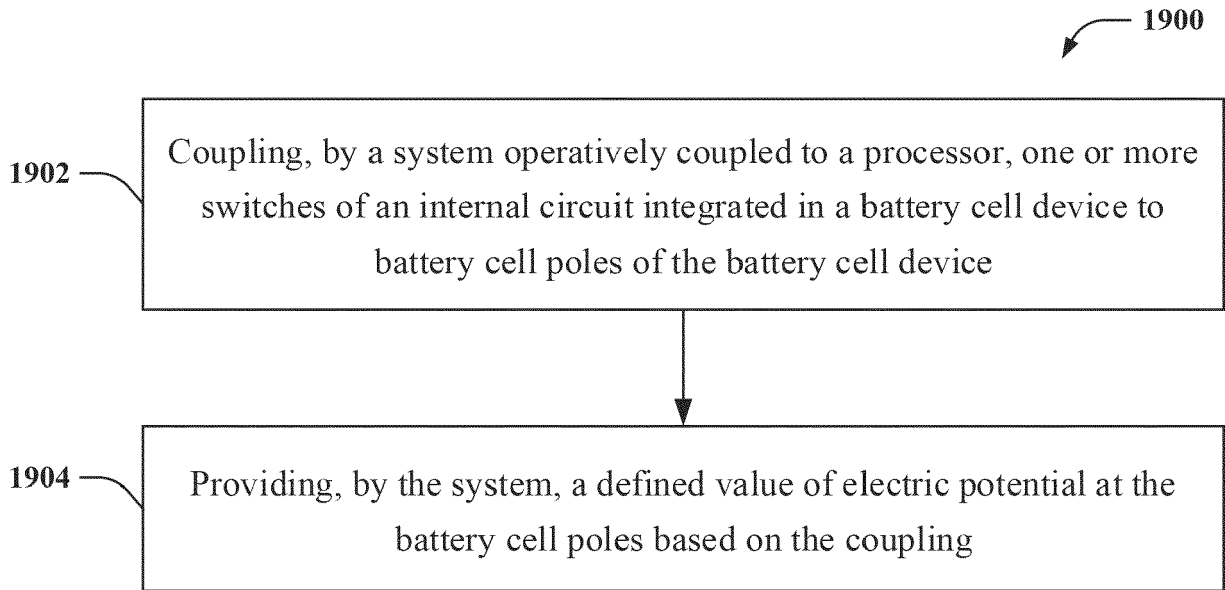 1900
1902
Coupling, by a system operatively coupled to a processor, one or more
switches of an internal circuit integrated in a battery cell device to
battery cell poles of the battery cell device
1904
Providing, by the system, a defined value of electric potential at the
battery cell poles based on the coupling